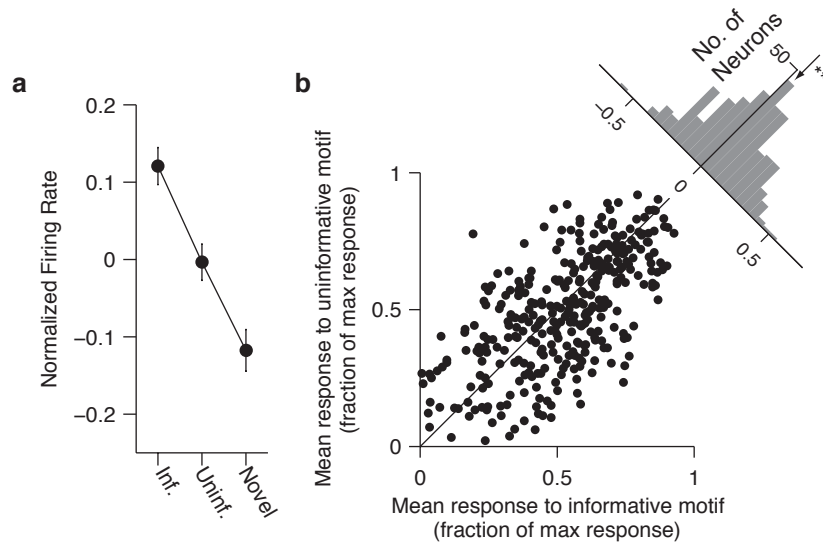 a
Normalized Firing Rate
0.2
0.1
0
−0.1
−0.2
Inf.
Uninf.
Novel
b
Mean response to uninformative motif
(fraction of max response)
1
0.5
0
0
0.5
1
Mean response to informative motif
(fraction of max response)
No. of
Neurons
50
−0.5
0
0.5